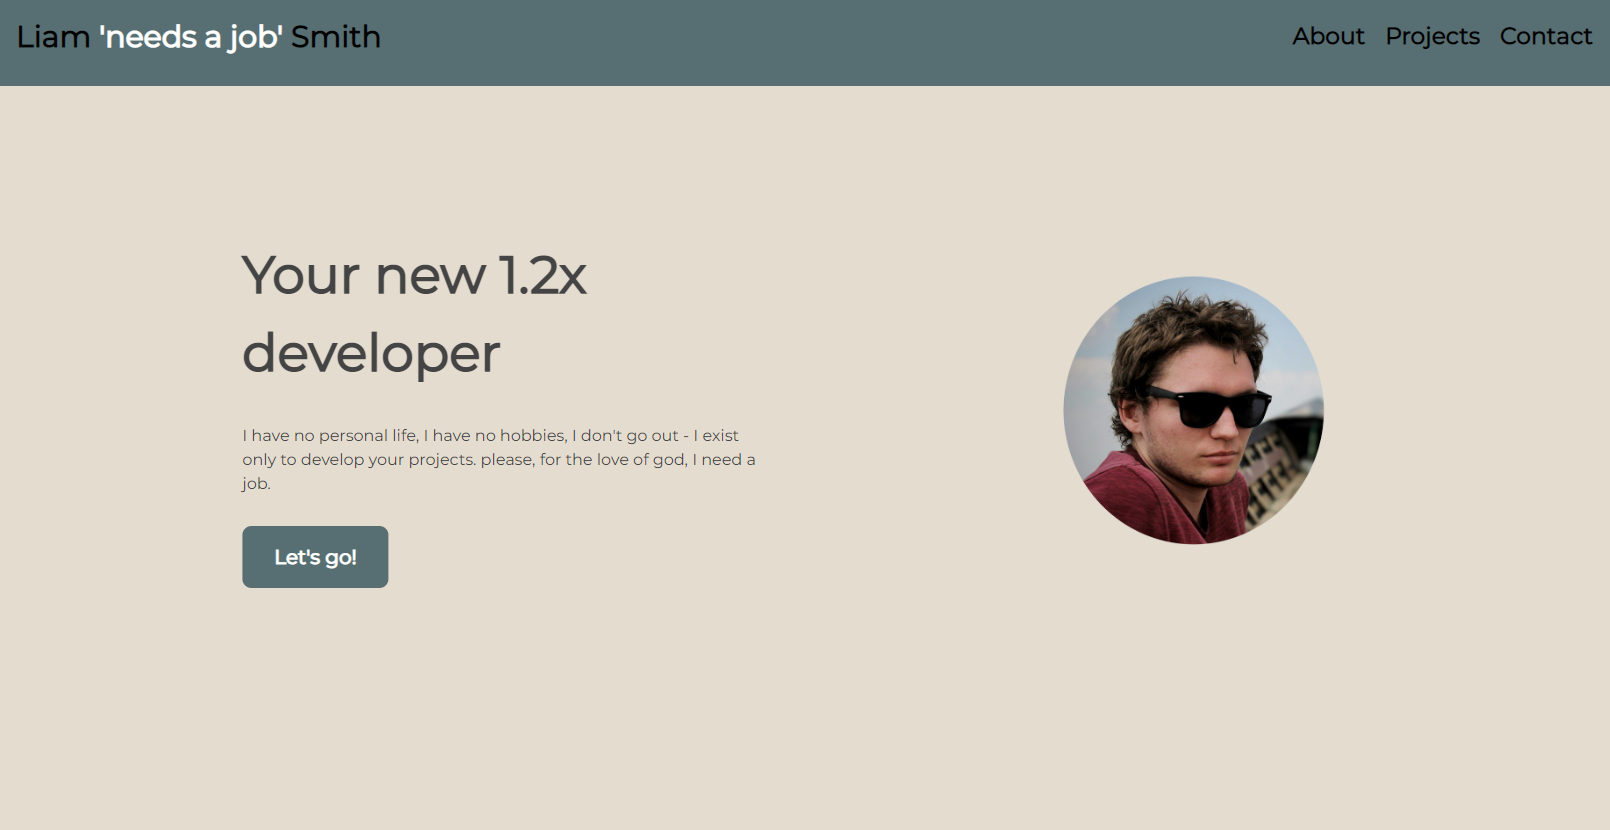 Liam 'needs a job' Smith
About Projects Contact
Your new 1.2x
developer
I have no personal life, I have no hobbies, I don't go out - I exist
only to develop your projects. please, for the love of god, I need a
job.
Let's go!